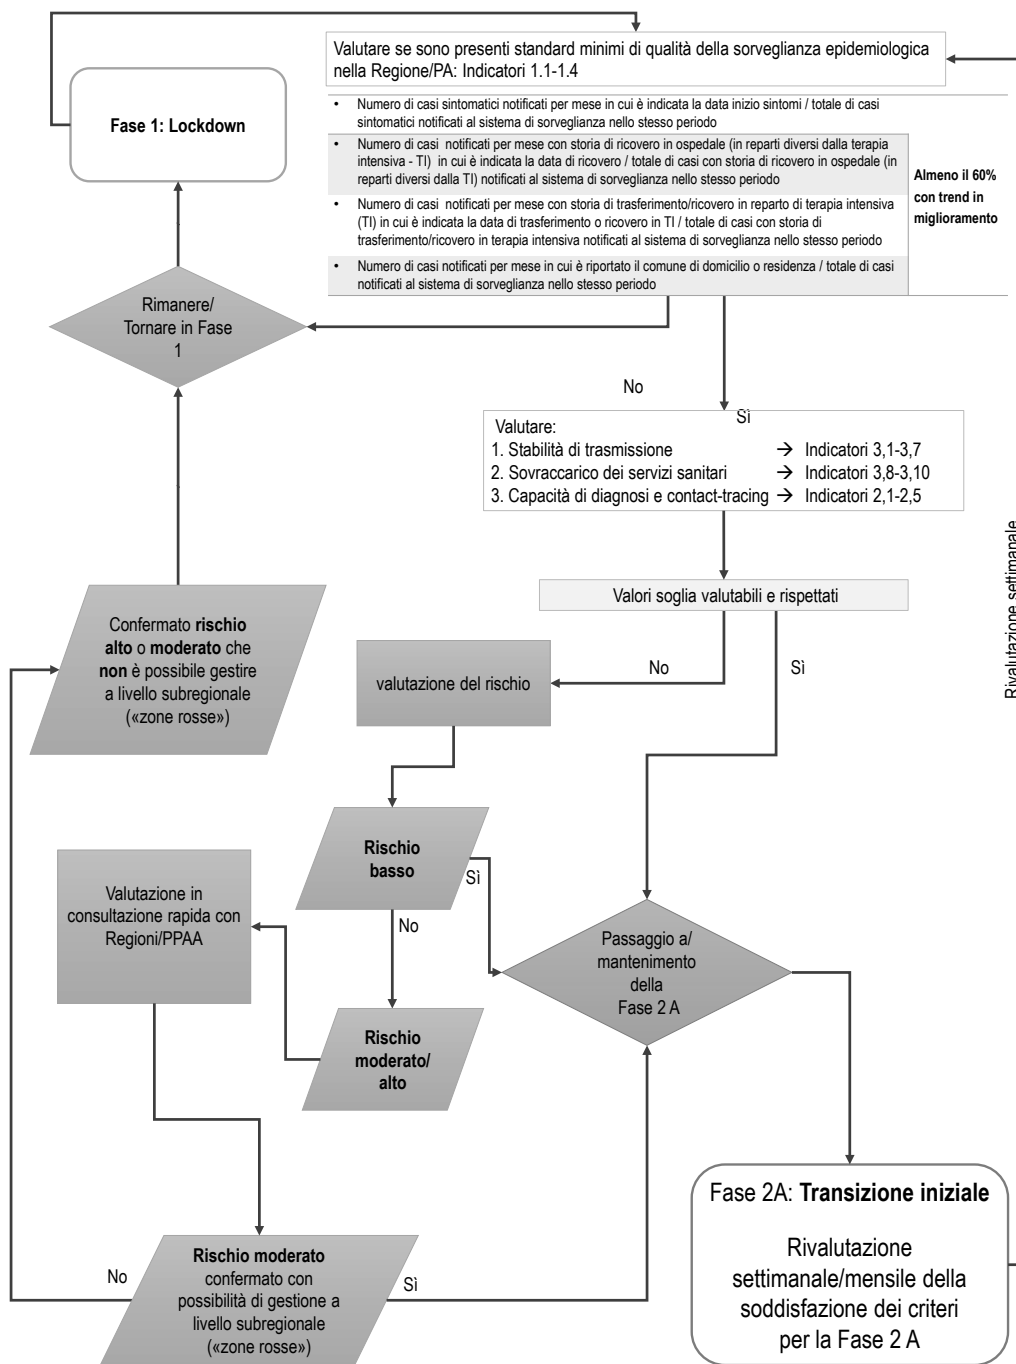 Valutare se sono presenti standard minimi di qualità della sorveglianza epidemiologica
nella Regione/PA: Indicatori 1.1-1.4
Fase 1: Lockdown
• Numero di casi sintomatici notificati per mese in cui è indicata la data inizio sintomi / totale di casi
sintomatici notificati al sistema di sorveglianza nello stesso periodo
• Numero di casi notificati per mese con storia di ricovero in ospedale (in reparti diversi dalla terapia
intensiva - TI) in cui è indicata la data di ricovero / totale di casi con storia di ricovero in ospedale (in
reparti diversi dalla TI) notificati al sistema di sorveglianza nello stesso periodo
• Numero di casi notificati per mese con storia di trasferimento/ricovero in reparto di terapia intensiva
(TI) in cui è indicata la data di trasferimento o ricovero in TI / totale di casi con storia di
trasferimento/ricovero in terapia intensiva notificati al sistema di sorveglianza nello stesso periodo
• Numero di casi notificati per mese in cui è riportato il comune di domicilio o residenza / totale di casi
notificati al sistema di sorveglianza nello stesso periodo
Almeno il 60%
con trend in
miglioramento
Rimanere/
Tornare in Fase
1
No
Sì
Valutare:
1. Stabilità di trasmissione → Indicatori 3,1-3,7
2. Sovraccarico dei servizi sanitari → Indicatori 3,8-3,10
3. Capacità di diagnosi e contact-tracing → Indicatori 2,1-2,5
Rivalutazione settimanale
Valori soglia valutabili e rispettati
No
Sì
Confermato rischio
alto o moderato che
non è possibile gestire
a livello subregionale
(«zone rosse»)
valutazione del rischio
Rischio
basso
Sì
No
Valutazione in
consultazione rapida con
Regioni/PPAA
Passaggio a/
mantenimento
della
Fase 2 A
Rischio
moderato/
alto
Fase 2A: Transizione iniziale
Rivalutazione
settimanale/mensile della
soddisfazione dei criteri
per la Fase 2 A
Rischio moderato
confermato con
possibilità di gestione a
livello subregionale
(«zone rosse»)
No
Sì